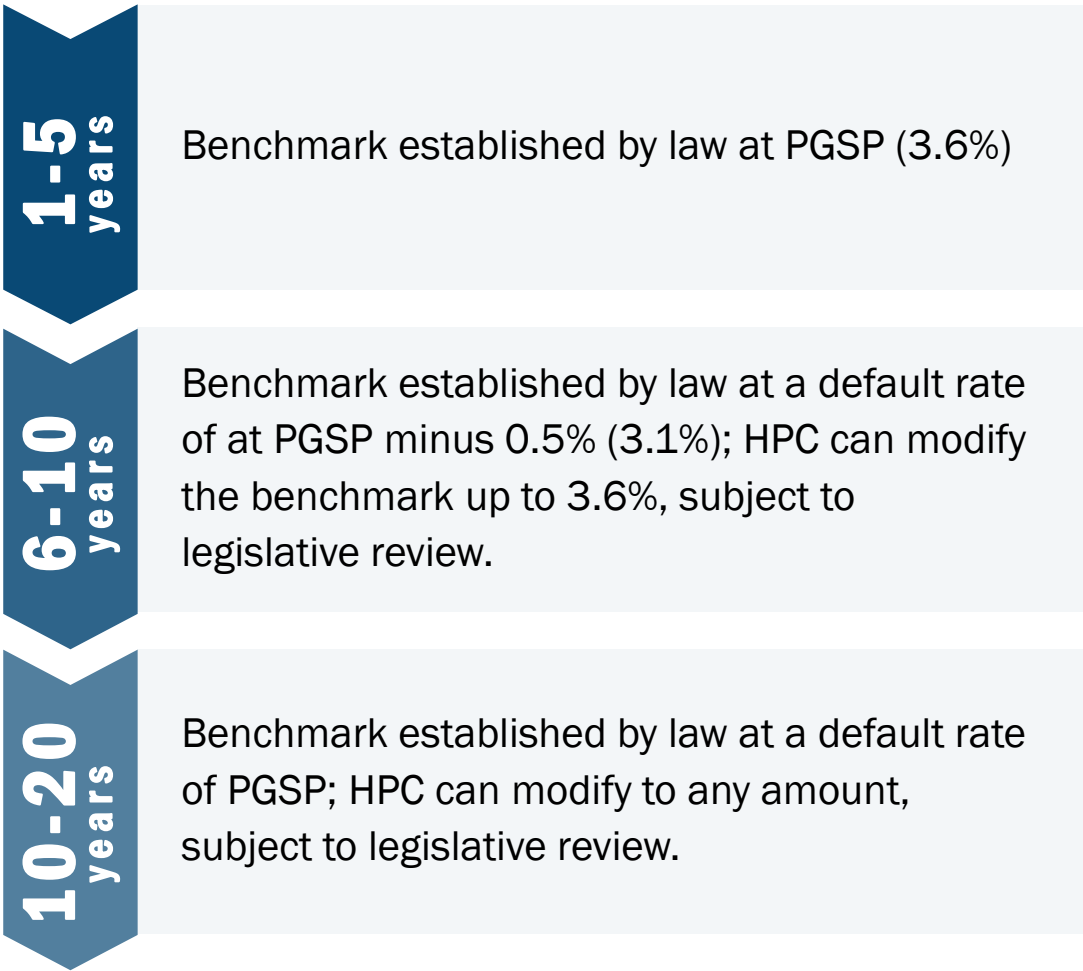 1-5
years
Benchmark established by law at PGSP (3.6%)
6-10
years
Benchmark established by law at a default rate
of at PGSP minus 0.5% (3.1%); HPC can modify
the benchmark up to 3.6%, subject to
legislative review.
10-20
years
Benchmark established by law at a default rate
of PGSP; HPC can modify to any amount,
subject to legislative review.